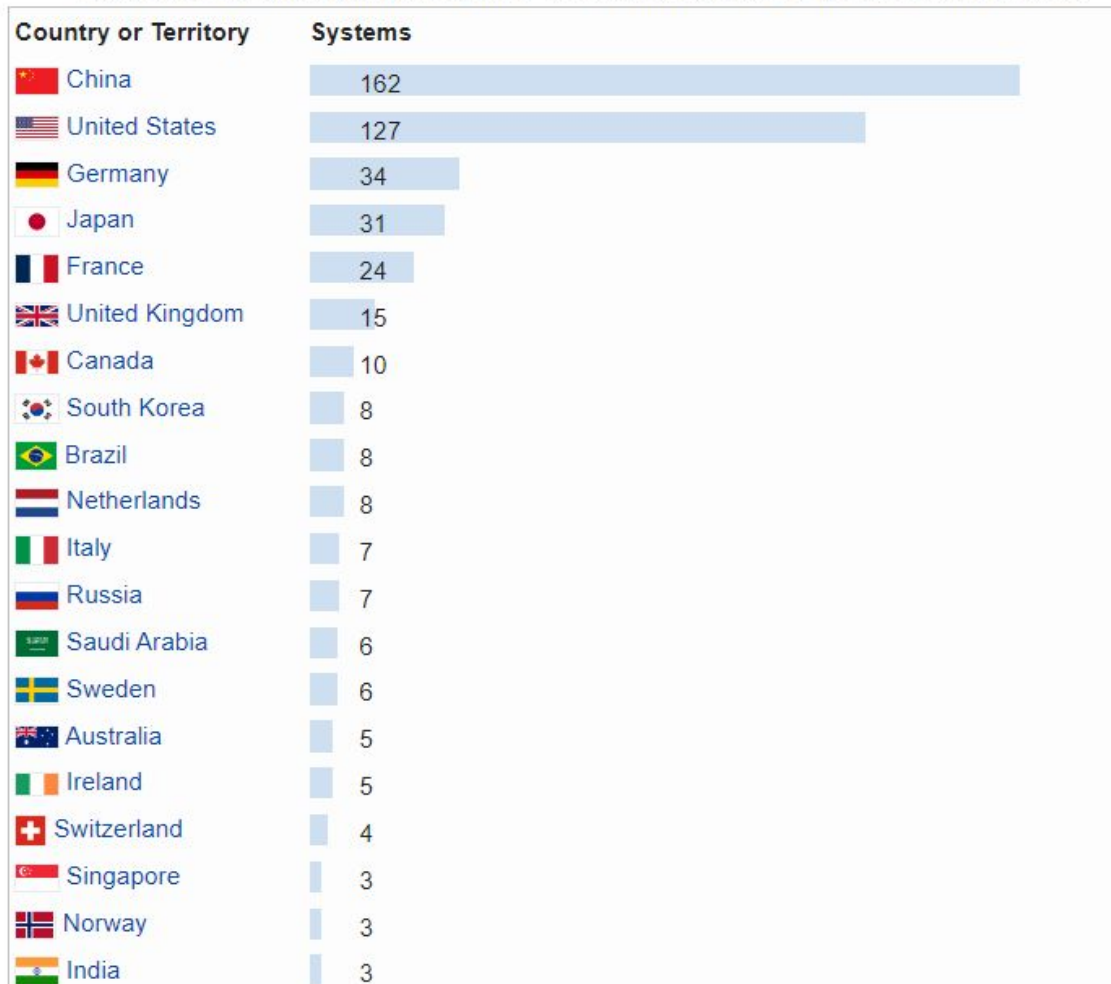 Country or Territory Systems
China 162
United States 127
Germany 34
Japan 31
France 24
United Kingdom 15
Canada 10
South Korea 8
Brazil 8
Netherlands 8
Italy 7
Russia 7
Saudi Arabia 6
Sweden 6
Australia 5
Ireland 5
Switzerland 4
Singapore 3
Norway 3
India 3